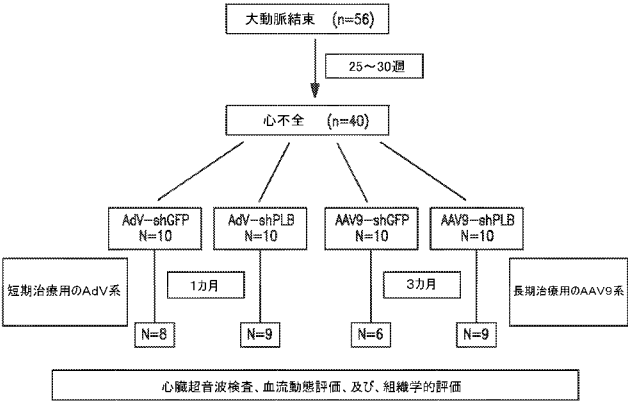 大動脈結束 (n=56)
25～30週
心不全 (n=40)
AdV-shGFP
N=10
AdV-shPLB
N=10
AAV9-shGFP
N=10
AAV9-shPLB
N=10
短期治療用のAdV系
1カ月
3カ月
長期治療用のAAV9系
N=8
N=9
N=6
N=9
心臓超音波検査、血流動態評価、及び、組織学的評価